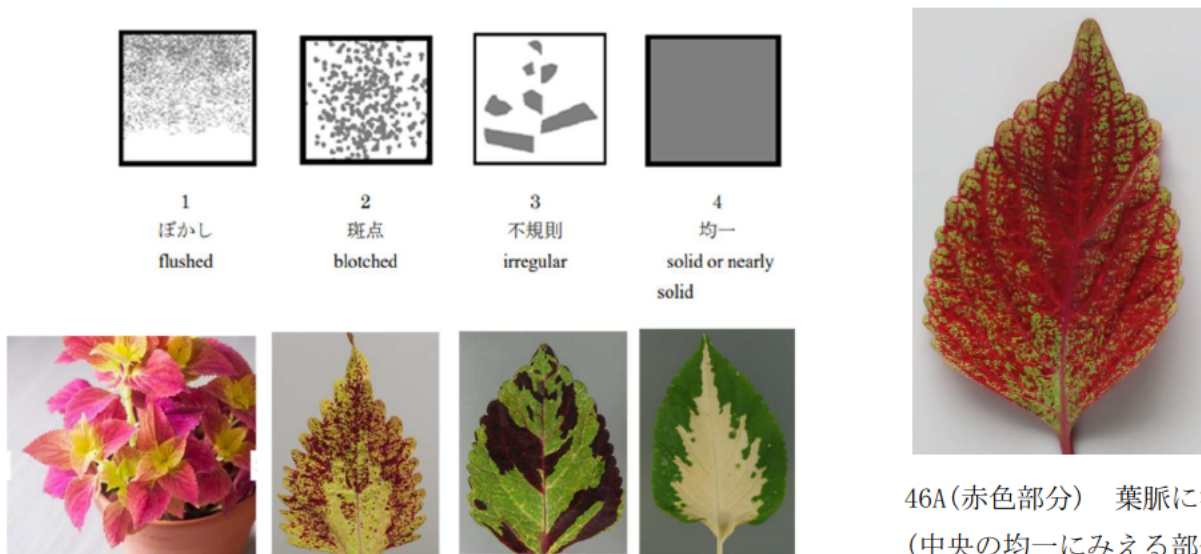 1
ぼかし
flushed
2
斑点
blotched
3
不規則
irregular
4
均一
solid or nearly
solid
46A(赤色部分) 葉脈に
(中央の均一にみえる部